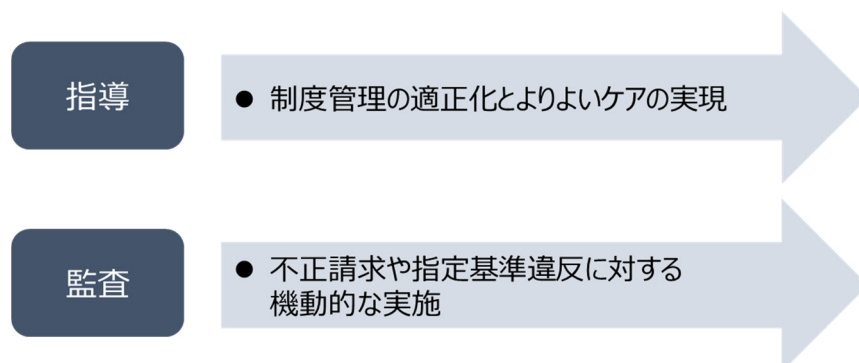 指導
● 制度管理の適正化とよりよいケアの実現
監査
● 不正請求や指定基準違反に対する
機動的な実施